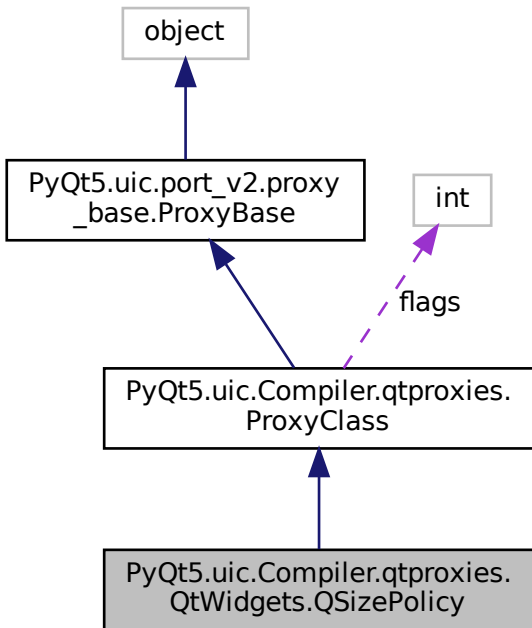 object
PyQt5.uic.port_v2.proxy
_base.ProxyBase
int
flags
PyQt5.uic.Compiler.qtproxies.
ProxyClass
PyQt5.uic.Compiler.qtproxies.
QtWidgets.QSizePolicy